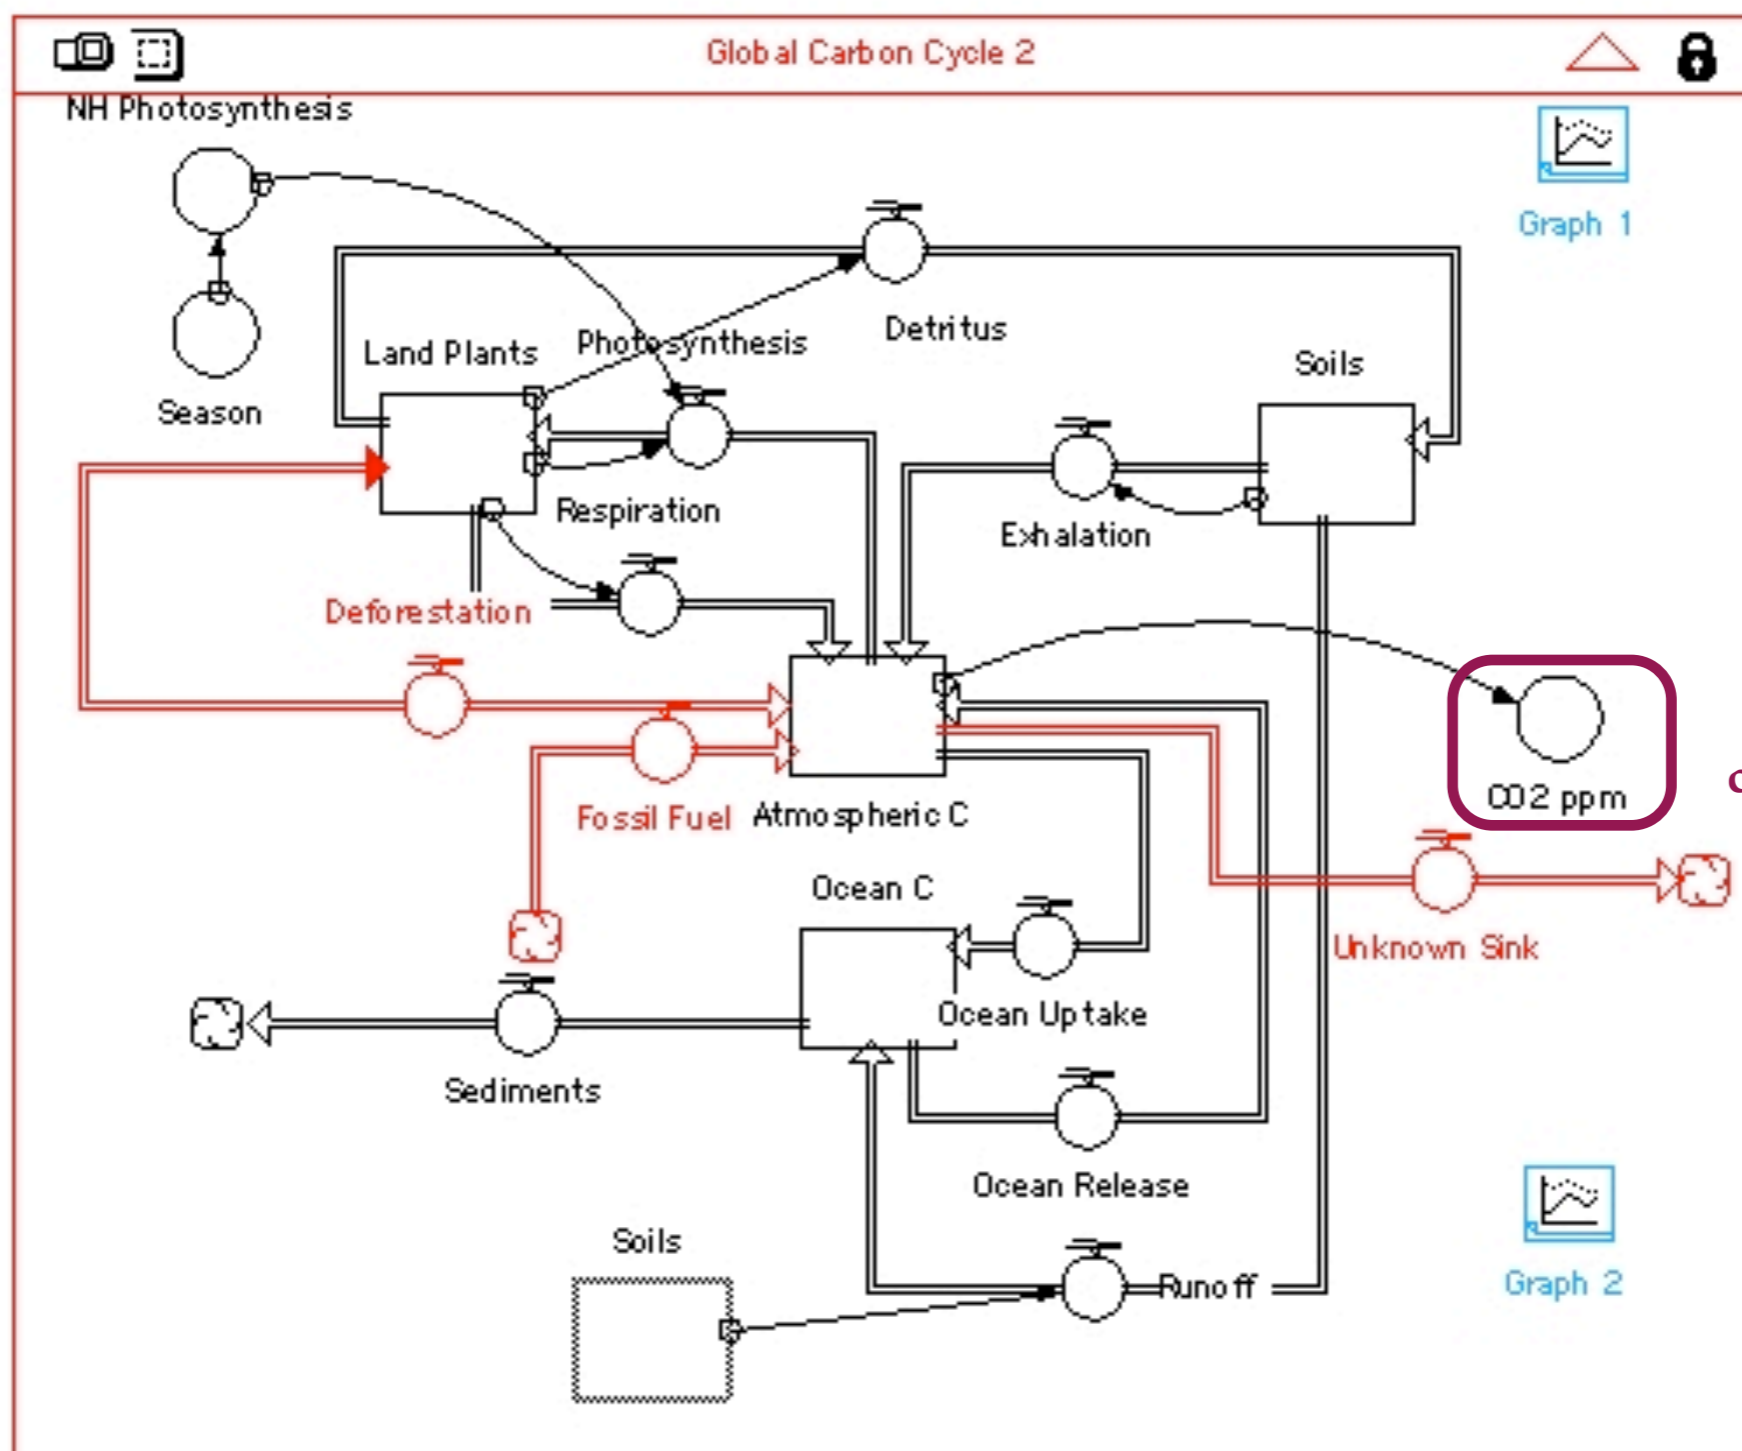 Global Carbon Cycle 2
NH Photosynthesis
Graph 1
Detritus
Photosynthesis
Land Plants
Soils
Season
Respiration
Exhalation
Deforestation
CO2 ppm
Fossil Fuel
Atmospheric C
Ocean C
Unknown Sink
Ocean Uptake
Sediments
Ocean Release
Soils
Runoff
Graph 2